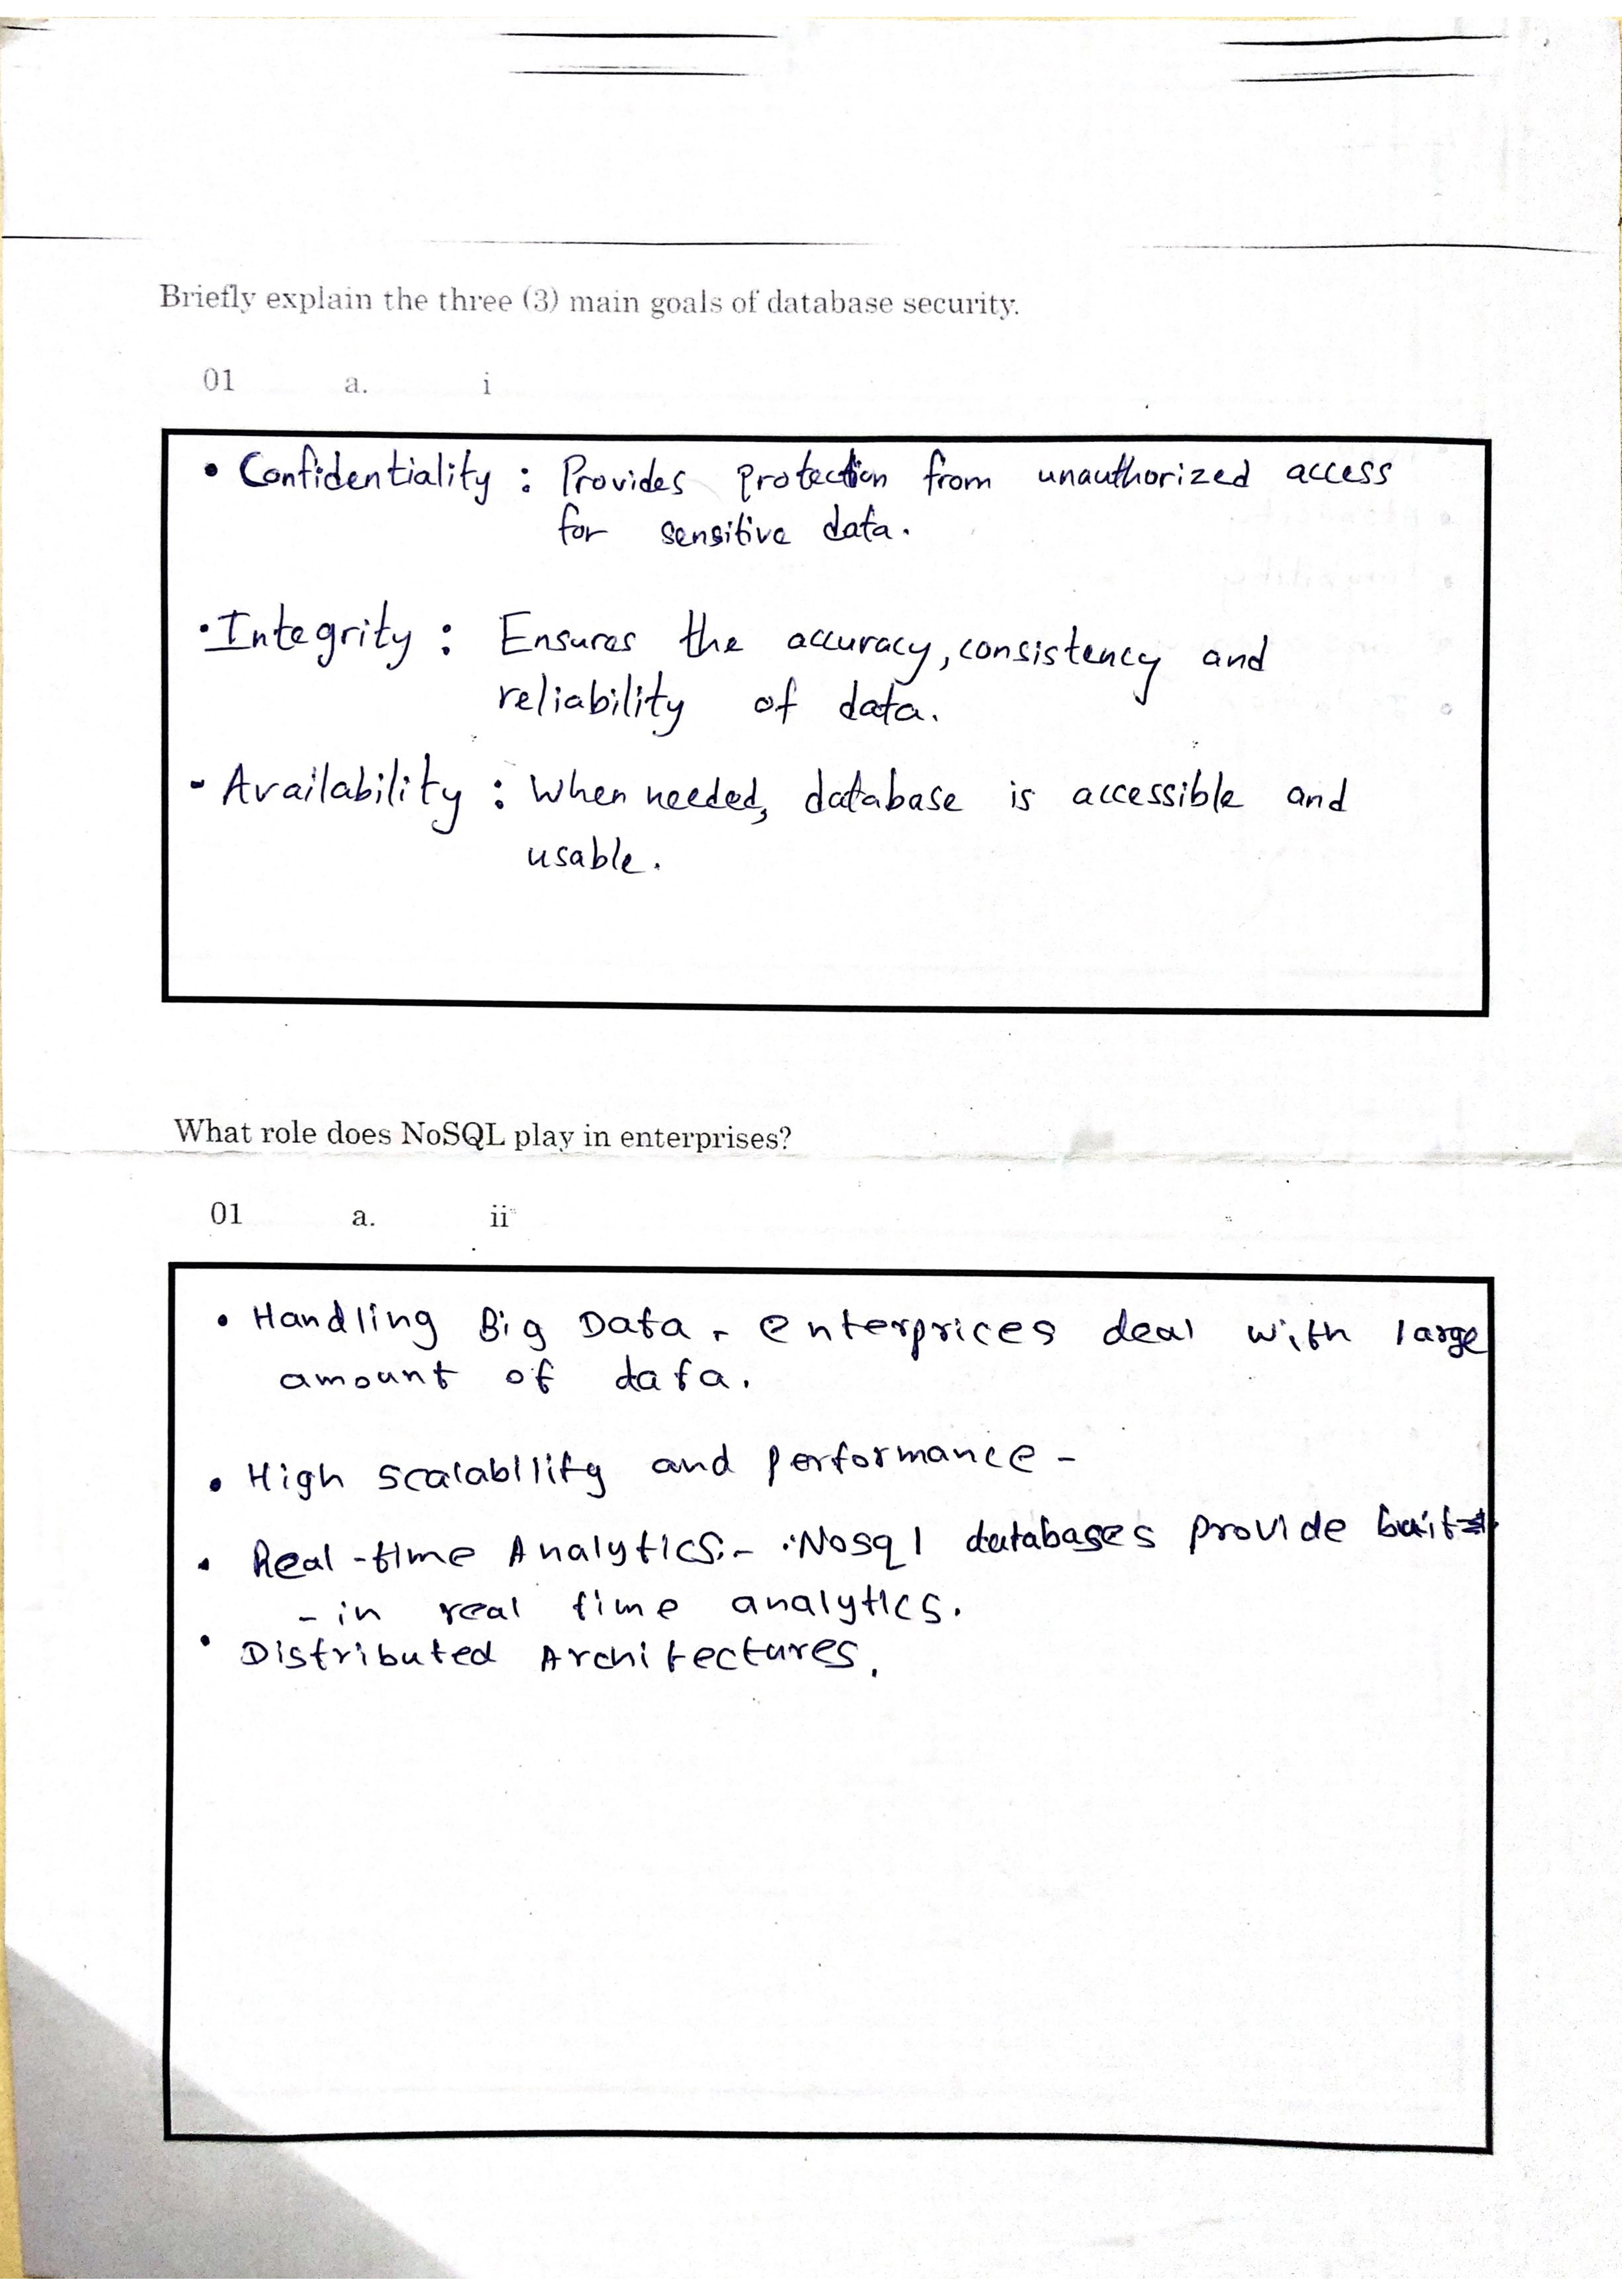 Briefly explain the three (3) main goals of database security.
01 a. i
• Confidentiality : Provides protection from unauthorized access
for sensitive data.
• Integrity : Ensures the accuracy, consistency and
reliability of data.
- Availability : When needed, database is accessible and
usable.
What role does NoSQL play in enterprises?
01 a. ii
• Handling Big Data - enterprices deal with large
amount of data.
• High scalability and performance -
• Real-time Analytics:- Nosql databases provide
- in real time analytics.
• Distributed Architectures.